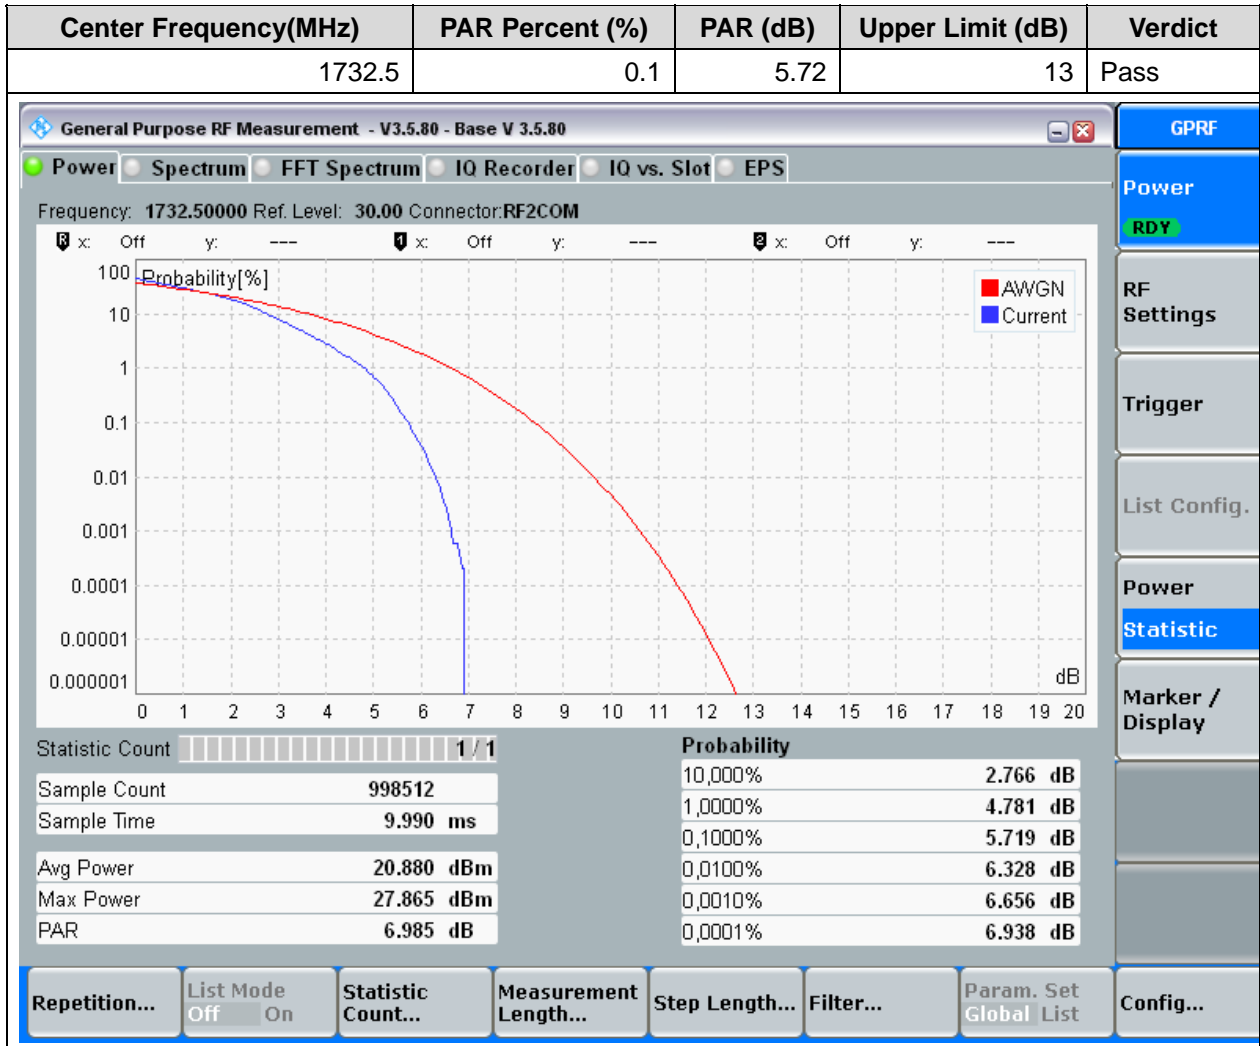 Center Frequency(MHz) PAR Percent (%) PAR (dB) Upper Limit (dB) Verdict
1732.5 0.1 5.72 13 Pass
General Purpose RF Measurement - V3.5.80 - Base V 3.5.80
GPRF
Power Spectrum FFT Spectrum IQ Recorder IQ vs. Slot EPS
Frequency: 1732.50000 Ref. Level: 30.00 Connector:RF2COM
R x: Off y: --- 1 x: Off y: --- 2 x: Off y: ---
Probability[%]
100
10
1
0.1
0.01
0.001
0.0001
0.00001
0.000001
AWGN
Current
dB
0 1 2 3 4 5 6 7 8 9 10 11 12 13 14 15 16 17 18 19 20
Power
RDY
RF
Settings
Trigger
List Config.
Power
Statistic
Marker /
Display
Statistic Count 1 / 1
Sample Count 998512
Sample Time 9.990 ms
Avg Power 20.880 dBm
Max Power 27.865 dBm
PAR 6.985 dB
Probability
10,000% 2.766 dB
1,0000% 4.781 dB
0,1000% 5.719 dB
0,0100% 6.328 dB
0,0010% 6.656 dB
0,0001% 6.938 dB
Repetition...
List Mode
Off On
Statistic
Count...
Measurement
Length...
Step Length...
Filter...
Param. Set
Global List
Config...